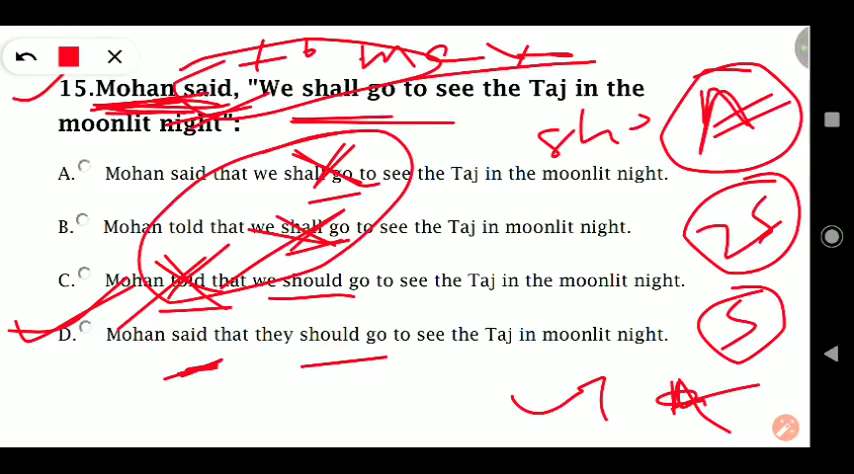 to me
15.Mohan said, "We shall go to see the Taj in the
moonlit night":
sh
A. Mohan said that we shall go to see the Taj in the moonlit night.
B. Mohan told that we shall go to see the Taj in moonlit night.
C. Mohan told that we should go to see the Taj in the moonlit night.
D. Mohan said that they should go to see the Taj in moonlit night.